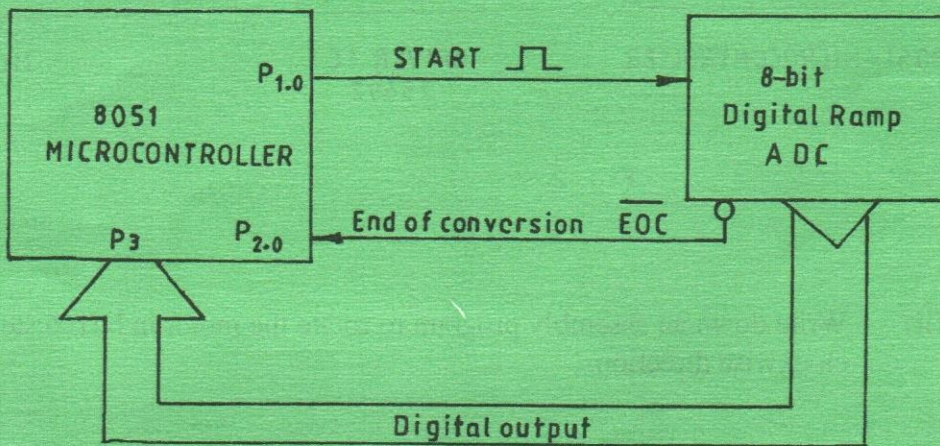 P1.0
START
8-bit
Digital Ramp
ADC
8051
MICROCONTROLLER
End of conversion EOC
P3
P2.0
Digital output